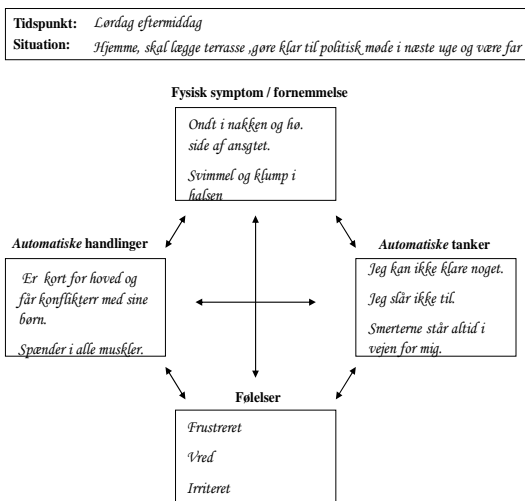 Tidspunkt: Lørdag eftermiddag
Situation: Hjemme, skal lægge terrasse ,gøre klar til politisk møde i næste uge og være far
Fysisk symptom / fornemmelse
Ondt i nakken og hø.
side af ansgtet.
Svimmel og klump i
halsen
Automatiske handlinger
Er kort for hoved og
får konflikterr med sine
børn.
Spænder i alle muskler.
Automatiske tanker
Jeg kan ikke klare noget.
Jeg slår ikke til.
Smerterne står altid i
vejen for mig.
Følelser
Frustreret
Vred
Irriteret